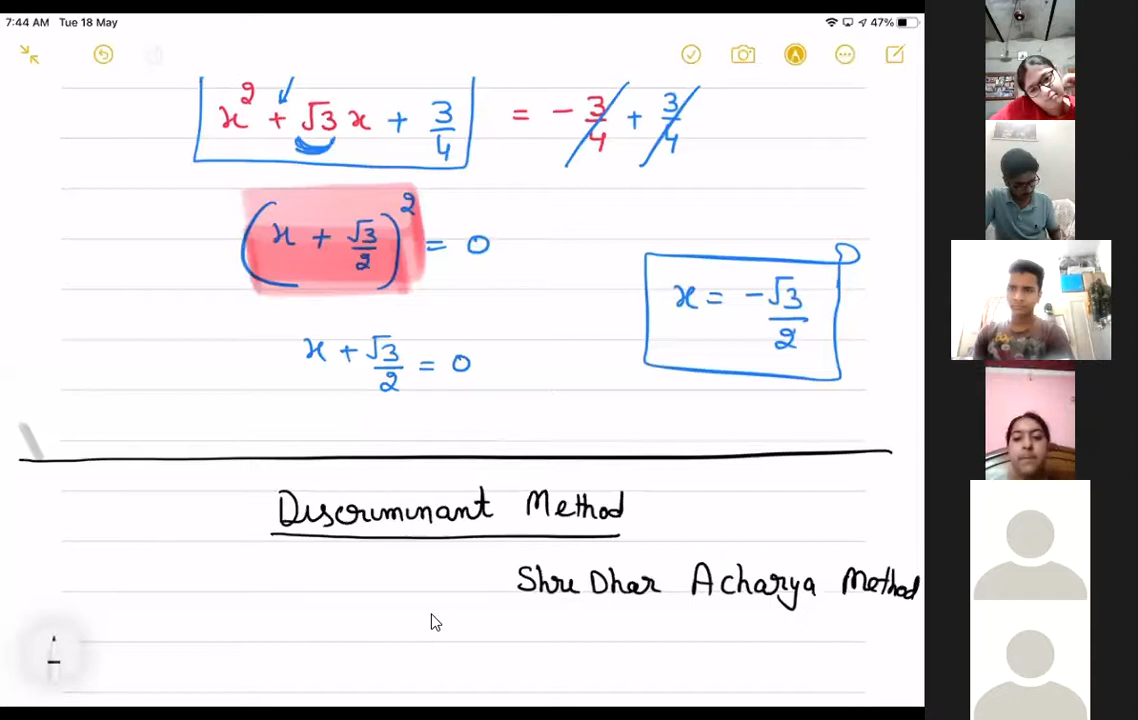 7:44 AM Tue 18 May
47%
x² + √3 x + 3/4 = - 3/4 + 3/4
(x + √3/2)² = 0
x = -√3/2
x + √3/2 = 0
Discriminant Method
Shree Dhar Acharya Method